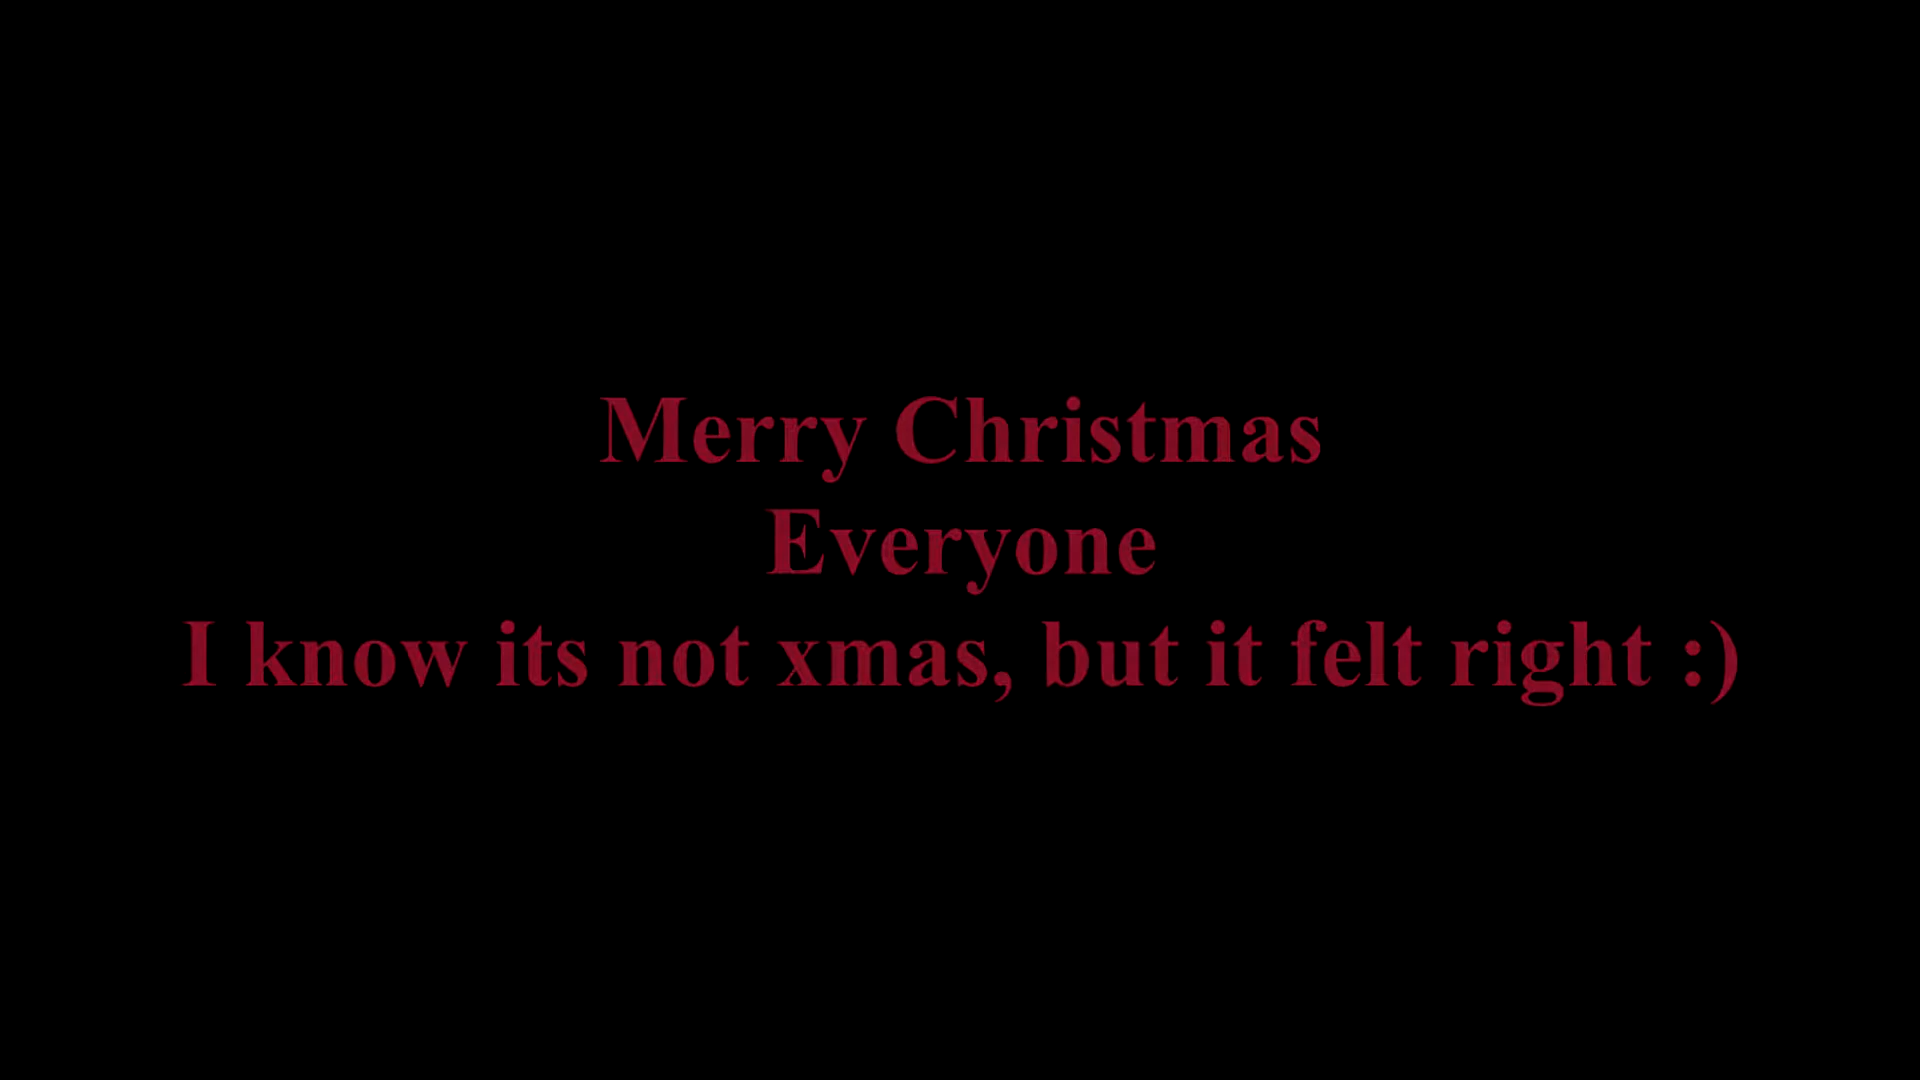 Merry Christmas
Everyone
I know its not xmas, but it felt right :)